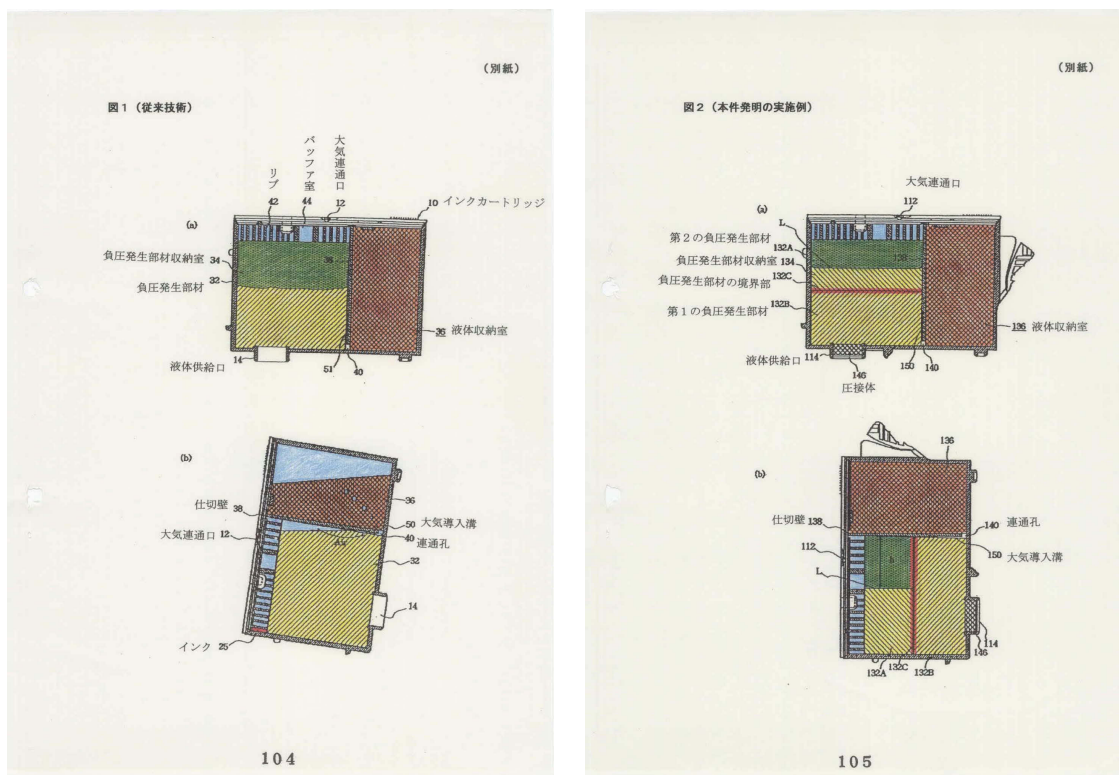 (別紙)
図1(従来技術)
大気連通口
バッファ室
リブ
42
44
12
10 インクカートリッジ
(a)
負圧発生部材収納室 34
38
32
負圧発生部材
36 液体収納室
14
液体供給口
51
40
(b)
36
仕切壁
38
50 大気導入溝
大気連通口
12
40 連通孔
32
14
インク 25
104
(別紙)
図2(本件発明の実施例)
大気連通口
112
(a)
L
第2の負圧発生部材
132A
138
負圧発生部材収納室
134
132C
負圧発生部材の境界部
第1の負圧発生部材
132B
136 液体収納室
液体供給口
114
146
150
140
圧接体
136
(b)
仕切壁
138
140
連通孔
112
150
大気導入溝
L
h
114
146
132C
132A
132B
105